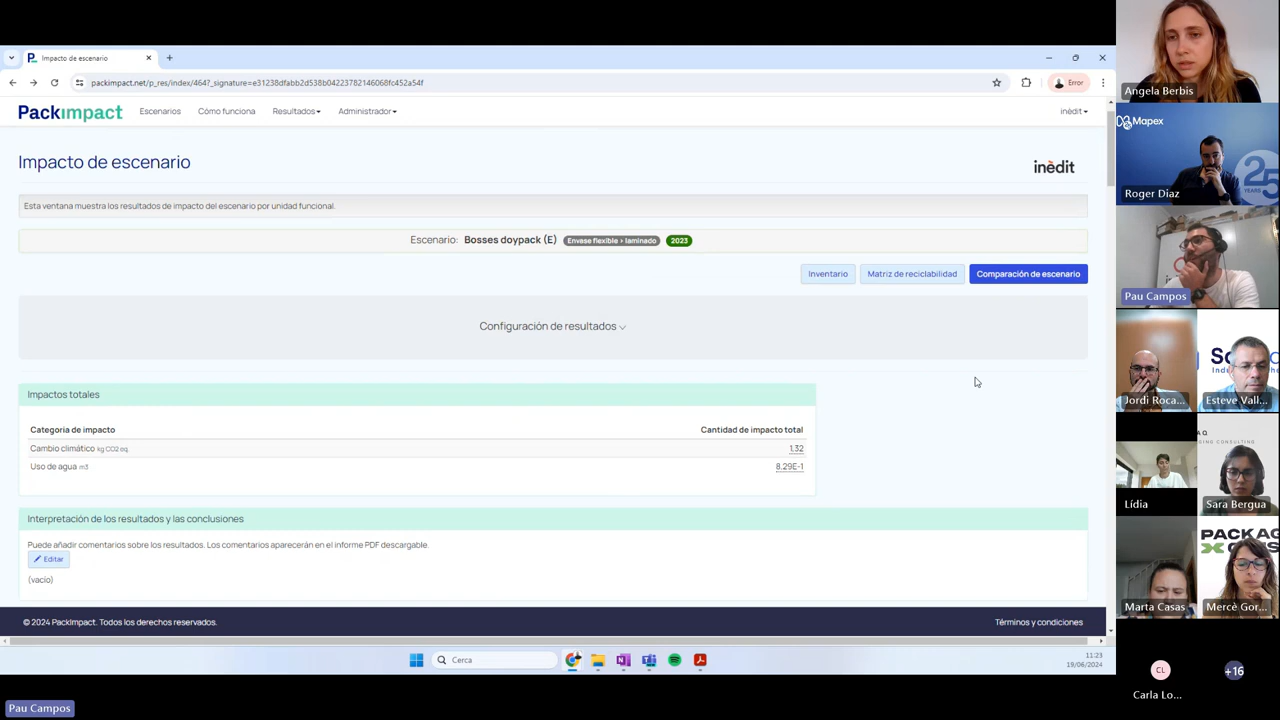 Impacto de escenario
packimpact.net/p_res/index/464?_signature=e31238dfabb2d538b04223782146068fc452a54f
Error
Packimpact
Escenarios
Cómo funciona
Resultados
Administrador
inèdit
Impacto de escenario
inèdit
Esta ventana muestra los resultados de impacto del escenario por unidad funcional.
Escenario: Bosses doypack (E) Envase flexible > laminado 2023
Inventario
Matriz de reciclabilidad
Comparación de escenario
Configuración de resultados
Impactos totales
Categoria de impacto
Cantidad de impacto total
Cambio climático kg CO2 eq.
1,32
Uso de agua m3
8,29E-1
Interpretación de los resultados y las conclusiones
Puede añadir comentarios sobre los resultados. Los comentarios aparecerán en el informe PDF descargable.
Editar
(vacío)
© 2024 PackImpact. Todos los derechos reservados.
Términos y condiciones
Cerca
11:23
19/06/2024
Pau Campos
Angela Berbis
Mapex
25
YEARS
Roger Diaz
Pau Campos
Jordi Roca...
Esteve Vall...
Lídia
Sara Bergua
PACKAG
Marta Casas
Mercè Gor...
CL
Carla Lo...
+16